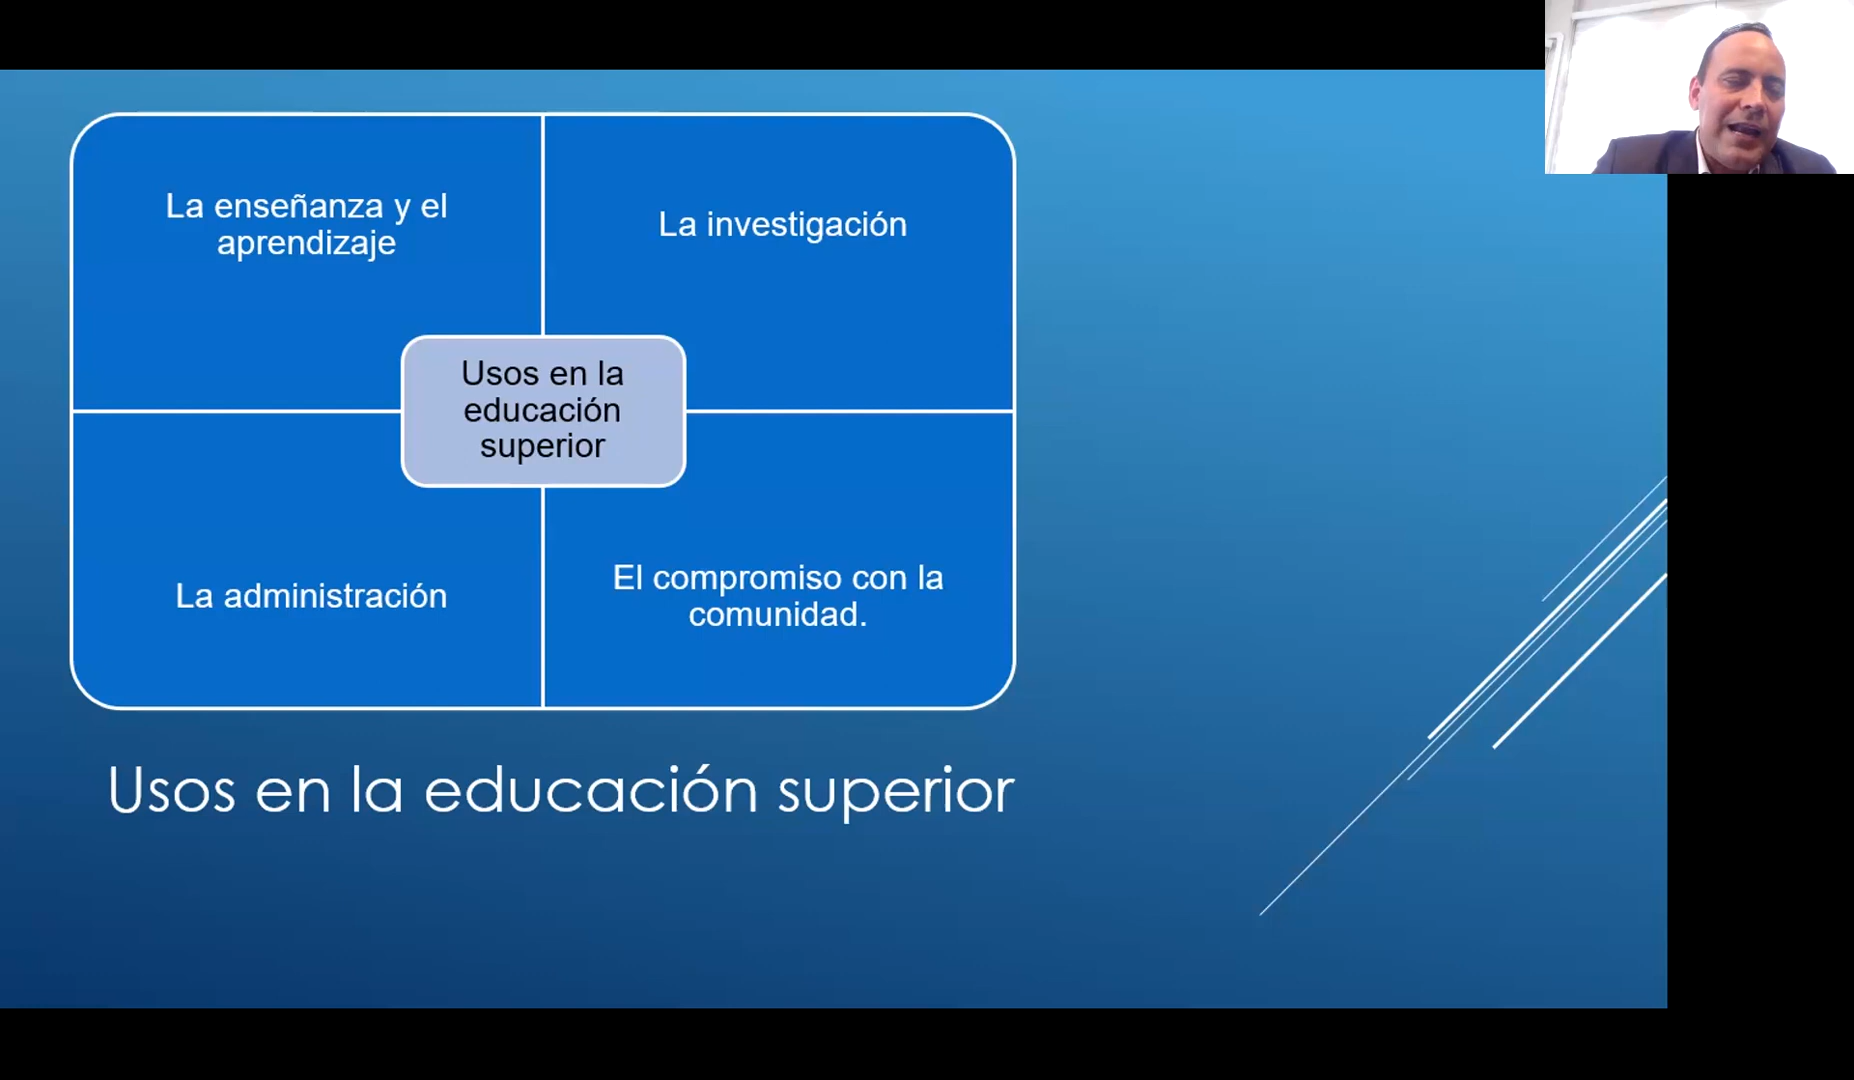 La enseñanza y el
aprendizaje
La investigación
Usos en la
educación
superior
La administración
El compromiso con la
comunidad.
Usos en la educación superior